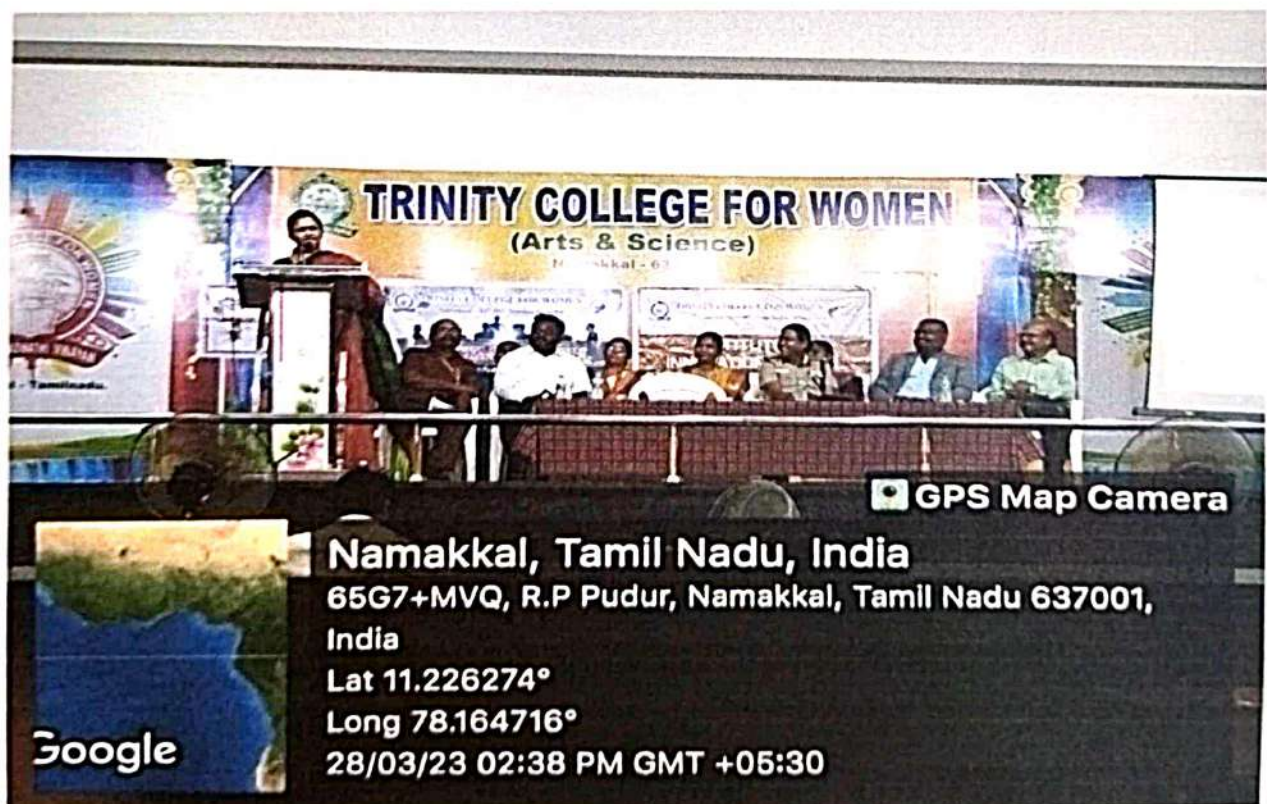 TRINITY COLLEGE FOR WOMEN
(Arts & Science)
- Tamilnadu.
GPS Map Camera
Namakkal, Tamil Nadu, India
65G7+MVQ, R.P Pudur, Namakkal, Tamil Nadu 637001,
India
Lat 11.226274°
Long 78.164716°
28/03/23 02:38 PM GMT +05:30
Google